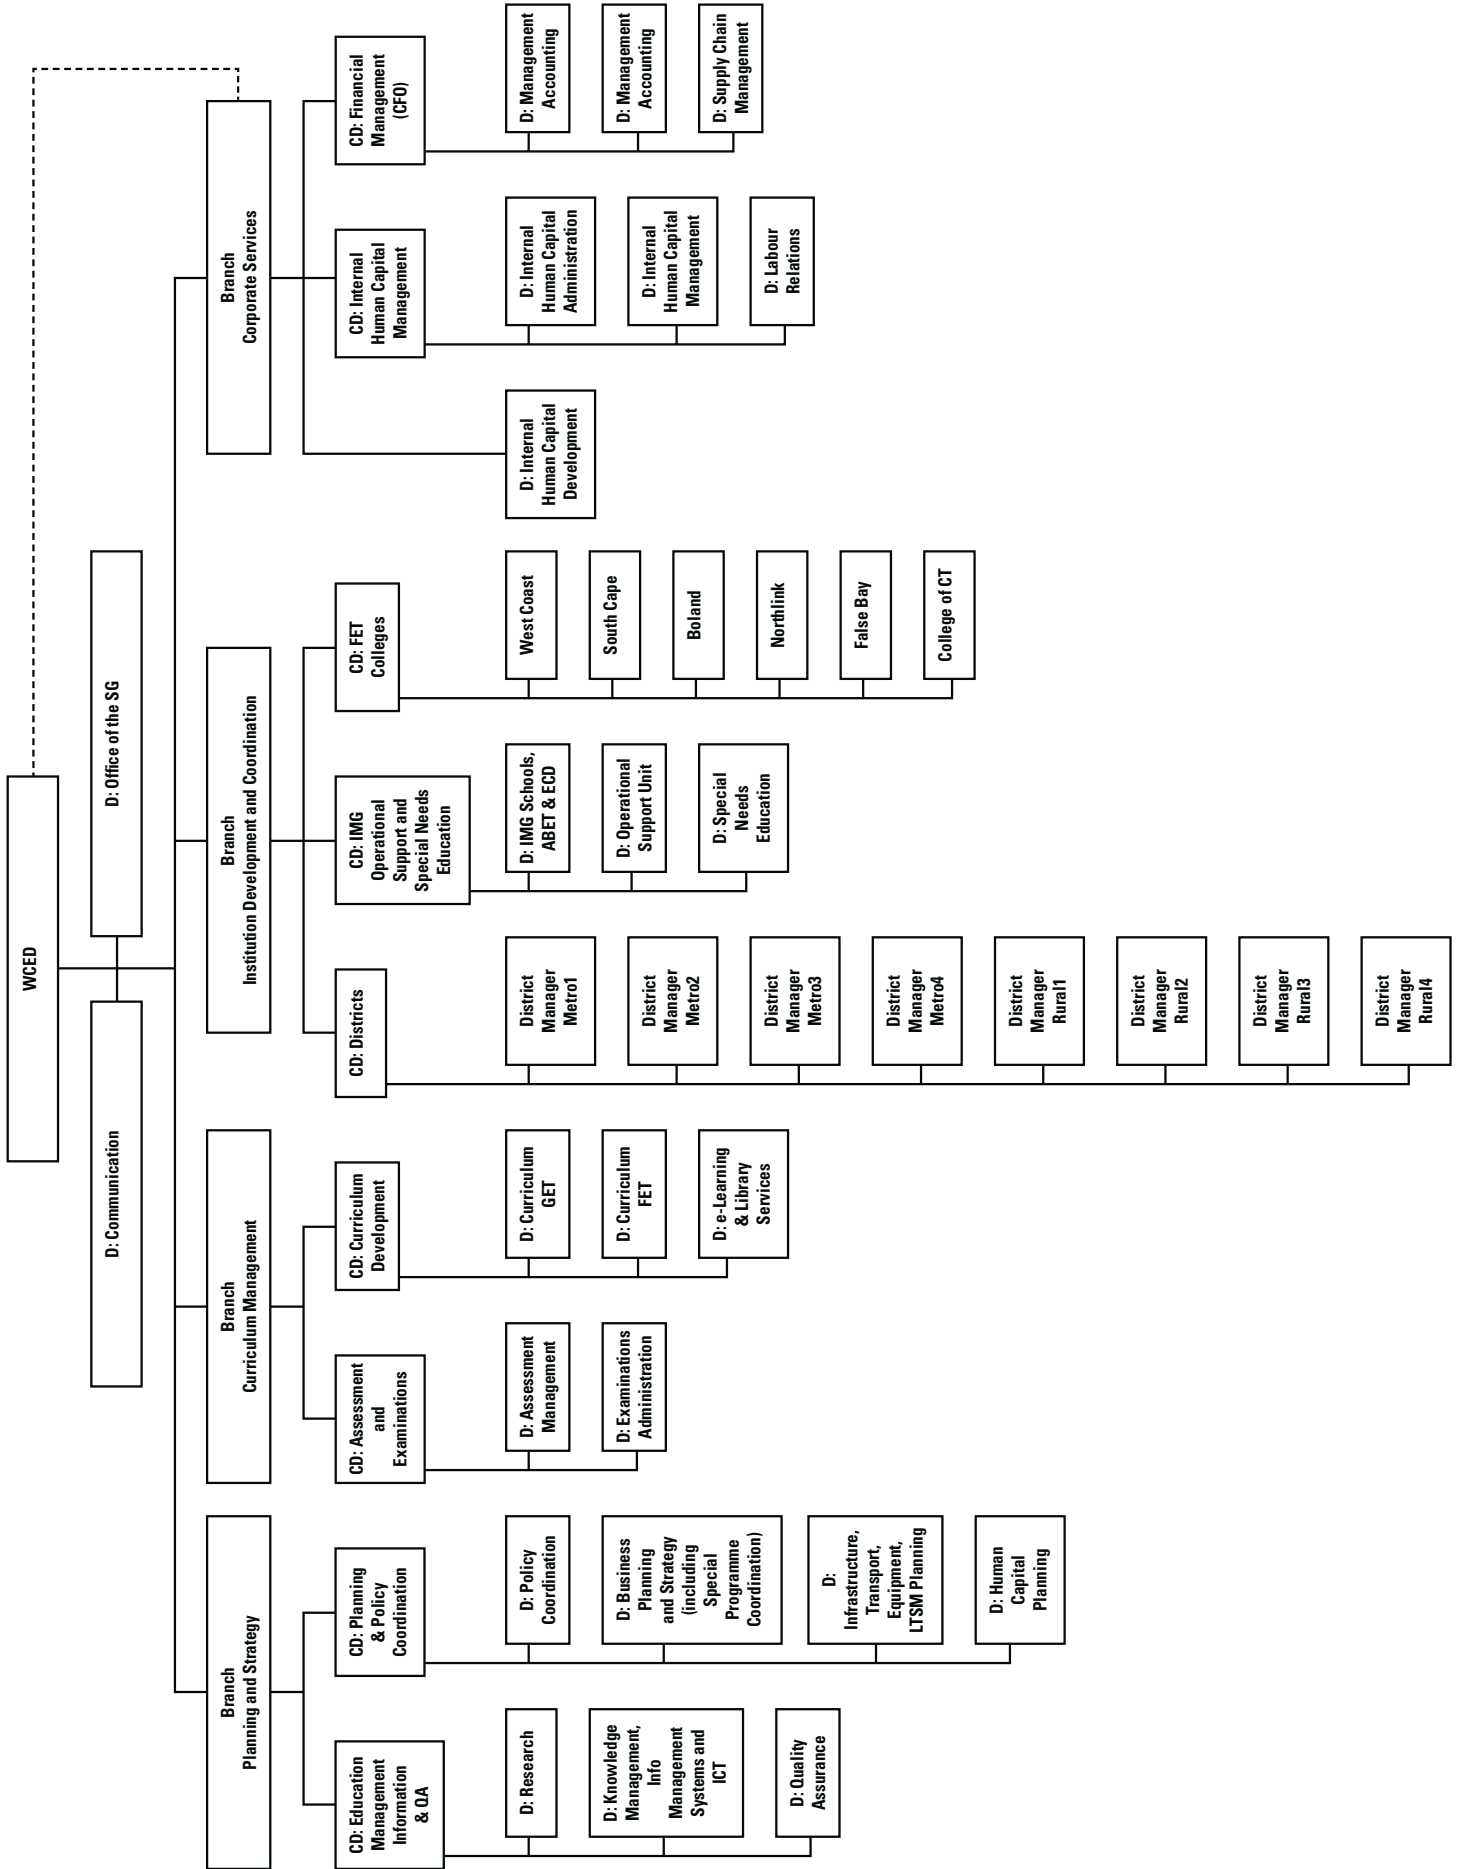 WCED
D: Communication
D: Office of the SG
Branch
Planning and Strategy
Branch
Curriculum Management
Branch
Institution Development and Coordination
Branch
Corporate Services
CD: Education
Management
Information
& QA
CD: Planning
& Policy
Coordination
CD: Assessment
and
Examinations
CD: Curriculum
Development
CD: Districts
CD: IMG
Operational
Support and
Special Needs
Education
CD: FET
Colleges
CD: Internal
Human Capital
Management
CD: Financial
Management
(CFO)
D: Research
D: Knowledge
Management,
Info
Management
Systems and
ICT
D: Quality
Assurance
D: Policy
Coordination
D: Business
Planning
and Strategy
(including
Special
Programme
Coordination)
D:
Infrastructure,
Transport,
Equipment,
LTSM Planning
D: Human
Capital
Planning
D: Assessment
Management
D: Examinations
Administration
D: Curriculum
GET
D: Curriculum
FET
D: e-Learning
& Library
Services
District
Manager
Metro1
District
Manager
Metro2
District
Manager
Metro3
District
Manager
Metro4
District
Manager
Rural1
District
Manager
Rural2
District
Manager
Rural3
District
Manager
Rural4
D: IMG Schools,
ABET & ECD
D: Operational
Support Unit
D: Special
Needs
Education
West Coast
South Cape
Boland
Northlink
False Bay
College of CT
D: Internal
Human Capital
Development
D: Internal
Human Capital
Administration
D: Internal
Human Capital
Management
D: Labour
Relations
D: Management
Accounting
D: Management
Accounting
D: Supply Chain
Management